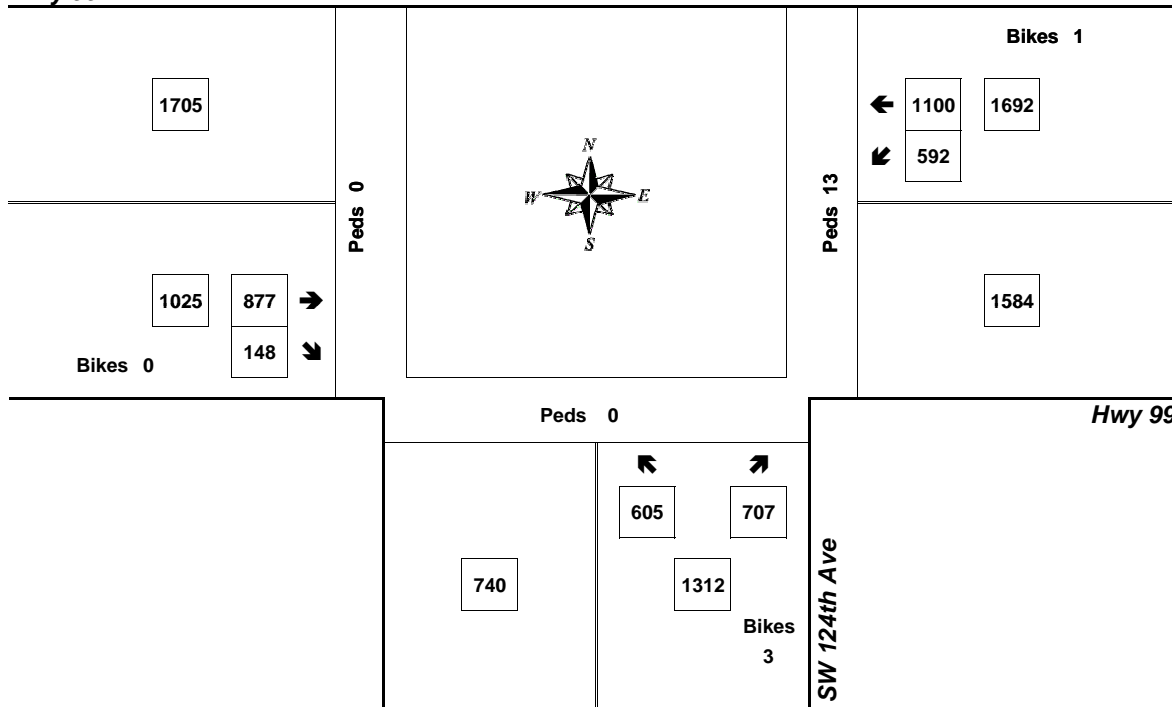 Bikes 1
1705
1100 1692
592
N
W E
S
Peds 0
Peds 13
1025 877
148
Bikes 0
1584
Peds 0
Hwy 99
605 707
740
1312
Bikes
3
SW 124th Ave